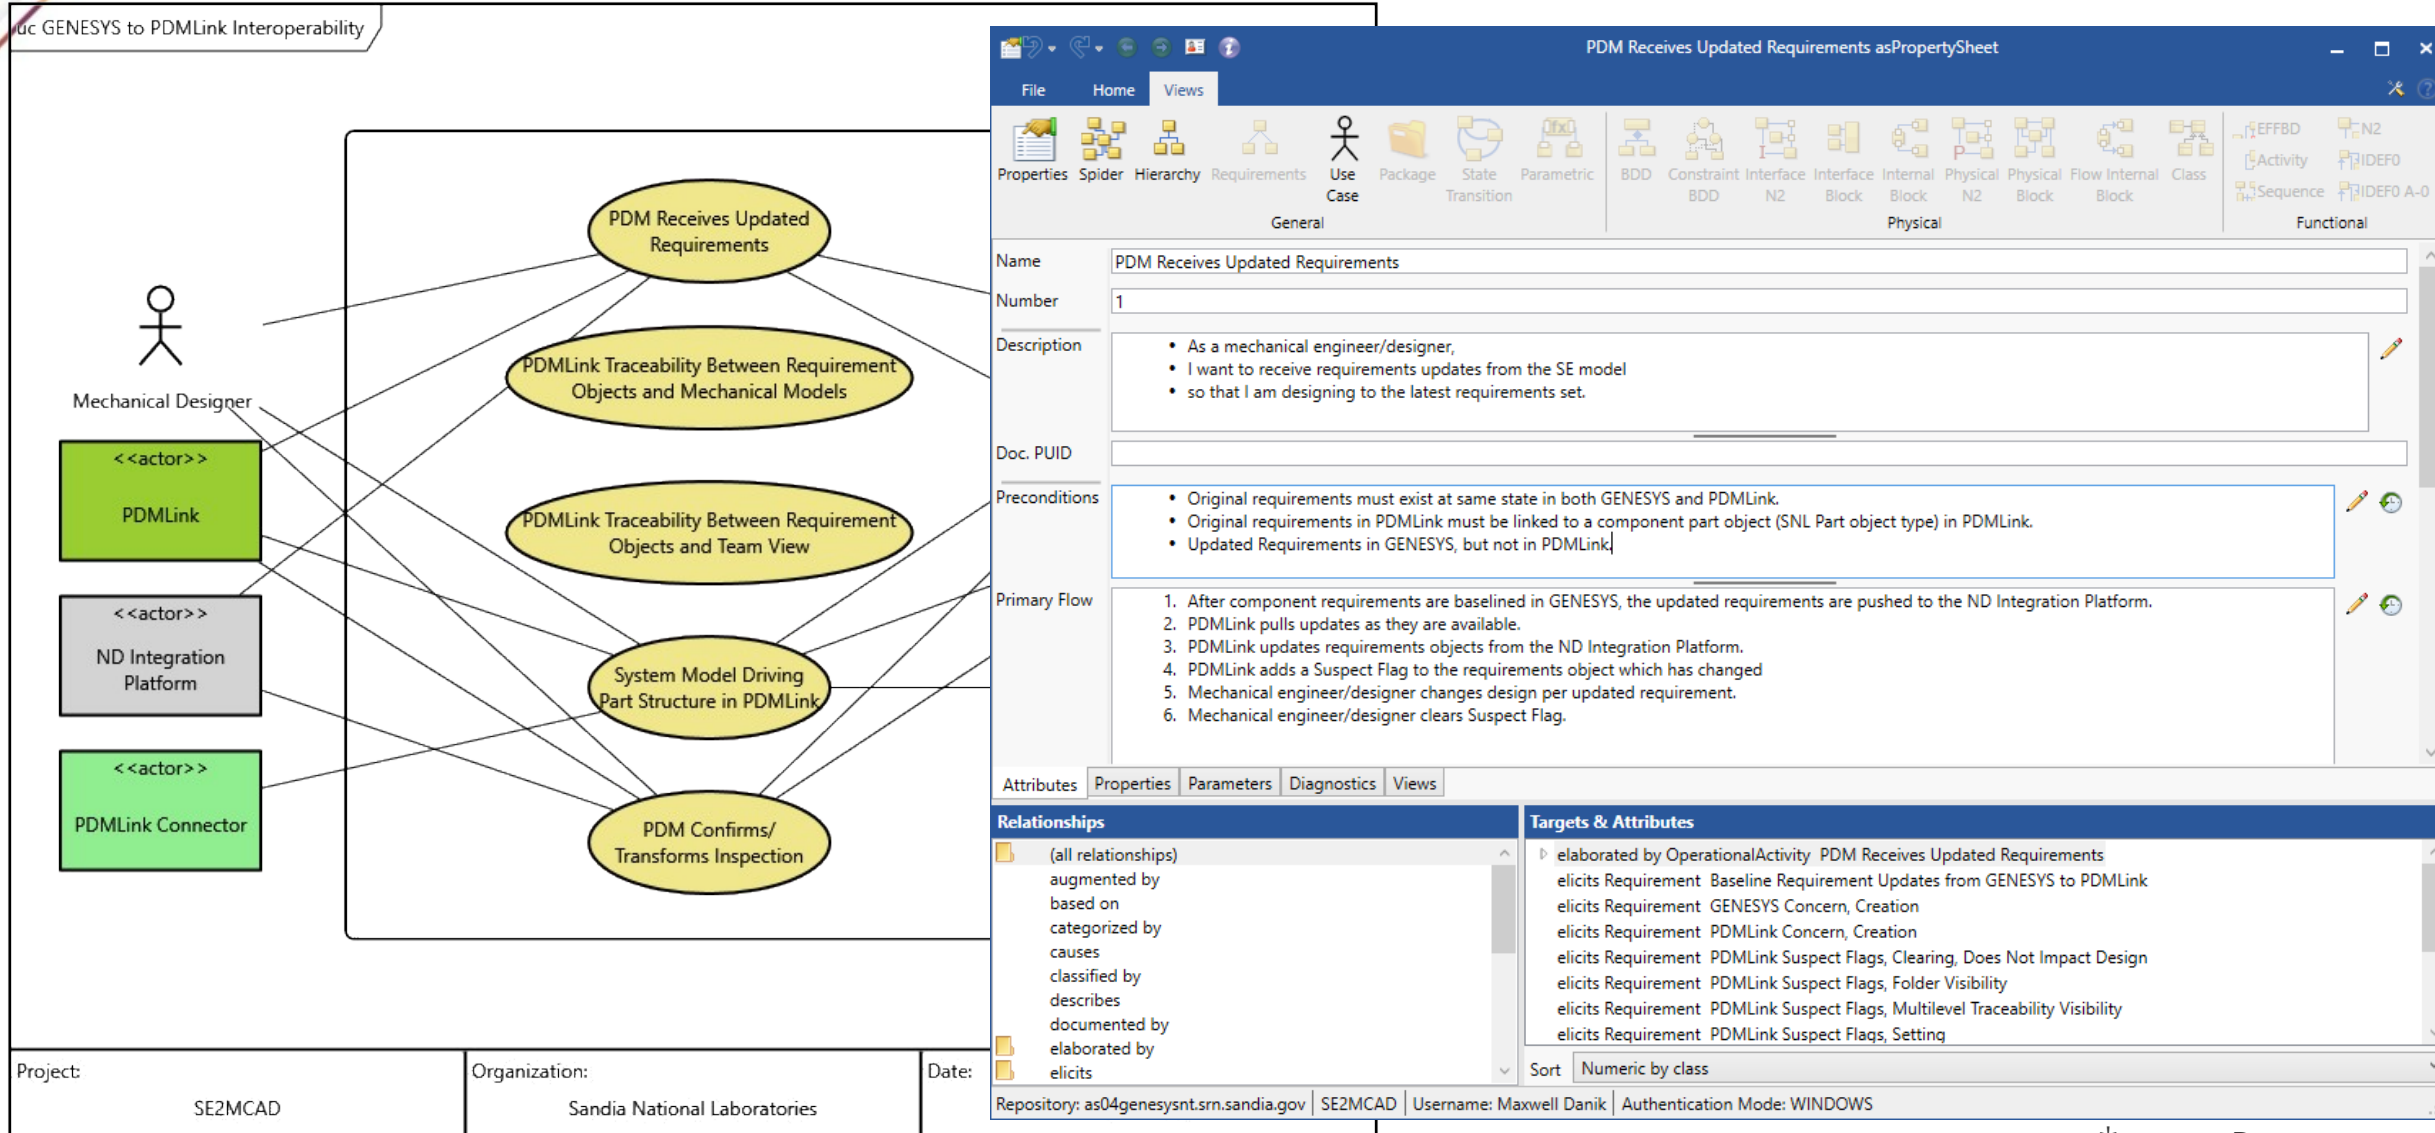 uc GENESYS to PDMLink Interoperability
PDM Receives Updated
Requirements
PDMLink Traceability Between Requirement
Objects and Mechanical Models
PDMLink Traceability Between Requirement
Objects and Team View
System Model Driving
Part Structure in PDMLink
PDM Confirms/
Transforms Inspection
Mechanical Designer
<<actor>>
PDMLink
<<actor>>
ND Integration
Platform
<<actor>>
PDMLink Connector
Project:
SE2MCAD
Organization:
Sandia National Laboratories
Date:
PDM Receives Updated Requirements asPropertySheet
File Home Views
Properties Spider Hierarchy Requirements Use Case Package State Transition Parametric
General
BDD Constraint BDD Interface N2 Interface Block Internal Block Physical N2 Physical Block Flow Internal Block Class
Physical
EFFBD N2
Activity IDEF0
Sequence IDEF0 A-0
Functional
Name PDM Receives Updated Requirements
Number 1
Description
• As a mechanical engineer/designer,
• I want to receive requirements updates from the SE model
• so that I am designing to the latest requirements set.
Doc. PUID
Preconditions
• Original requirements must exist at same state in both GENESYS and PDMLink.
• Original requirements in PDMLink must be linked to a component part object (SNL Part object type) in PDMLink.
• Updated Requirements in GENESYS, but not in PDMLink.
Primary Flow
1. After component requirements are baselined in GENESYS, the updated requirements are pushed to the ND Integration Platform.
2. PDMLink pulls updates as they are available.
3. PDMLink updates requirements objects from the ND Integration Platform.
4. PDMLink adds a Suspect Flag to the requirements object which has changed
5. Mechanical engineer/designer changes design per updated requirement.
6. Mechanical engineer/designer clears Suspect Flag.
Attributes Properties Parameters Diagnostics Views
Relationships
(all relationships)
augmented by
based on
categorized by
causes
classified by
describes
documented by
elaborated by
elicits
Targets & Attributes
elaborated by OperationalActivity PDM Receives Updated Requirements
elicits Requirement Baseline Requirement Updates from GENESYS to PDMLink
elicits Requirement GENESYS Concern, Creation
elicits Requirement PDMLink Concern, Creation
elicits Requirement PDMLink Suspect Flags, Clearing, Does Not Impact Design
elicits Requirement PDMLink Suspect Flags, Folder Visibility
elicits Requirement PDMLink Suspect Flags, Multilevel Traceability Visibility
elicits Requirement PDMLink Suspect Flags, Setting
Sort Numeric by class
Repository: as04genesysnt.srn.sandia.gov SE2MCAD Username: Maxwell Danik Authentication Mode: WINDOWS